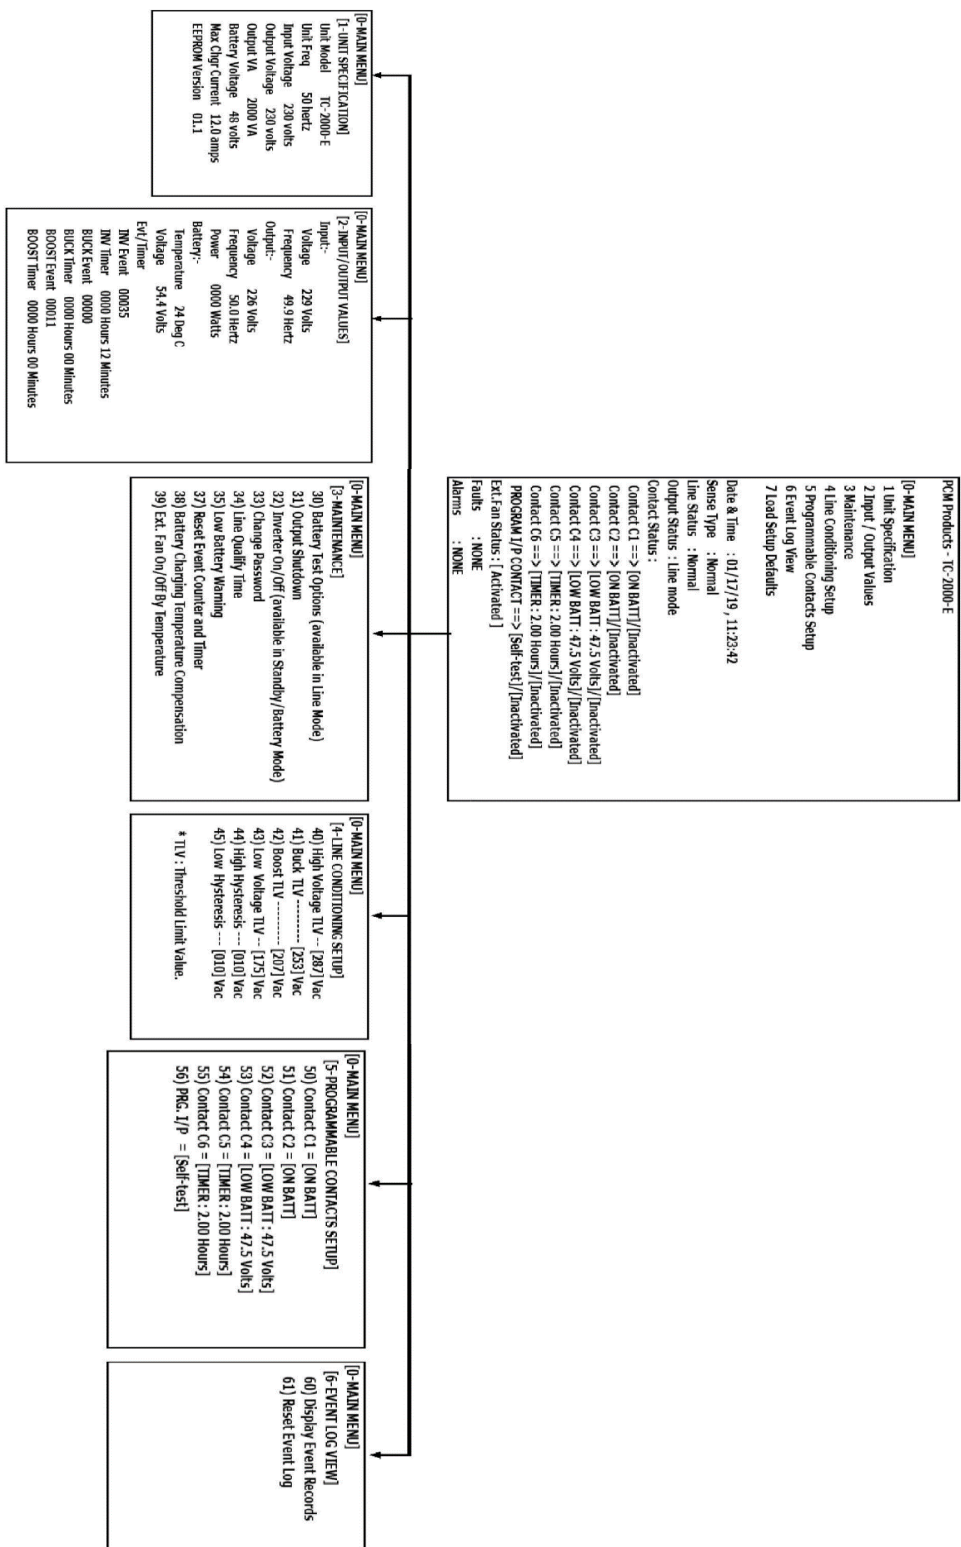 PCM Products - TC-2000-E
[0-MAIN MENU]
1 Unit Specification
2 Input / Output Values
3 Maintenance
4 Line Conditioning Setup
5 Programmable Contacts Setup
6 Event Log View
7 Load Setup Defaults
Date & Time : 01/17/19 , 11:23:42
Sense Type : Normal
Line Status : Normal
Output Status : Line mode
Contact Status :
Contact C1 ==> [ON BATT]/[Inactivated]
Contact C2 ==> [ON BATT]/[Inactivated]
Contact C3 ==> [LOW BATT : 47.5 Volts]/[Inactivated]
Contact C4 ==> [LOW BATT : 47.5 Volts]/[Inactivated]
Contact C5 ==> [TIMER : 2.00 Hours]/[Inactivated]
Contact C6 ==> [TIMER : 2.00 Hours]/[Inactivated]
PROGRAM I/P CONTACT ==> [Self-test]/[Inactivated]
Ext.Fan Status : [ Activated ]
Faults : NONE
Alarms : NONE
[0-MAIN MENU]
[1-UNIT SPECIFICATION]
Unit Model TC-2000-E
Unit Freq 50 hertz
Input Voltage 230 volts
Output Voltage 230 volts
Output VA 2000 VA
Battery Voltage 48 volts
Max Chgr Current 12.0 amps
EEPROM Version 01.1
[0-MAIN MENU]
[2-INPUT/OUTPUT VALUES]
Input:-
Voltage 229 Volts
Frequency 49.9 Hertz
Output:-
Voltage 226 Volts
Frequency 50.0 Hertz
Power 0000 Watts
Battery:-
Temperature 24 Deg C
Voltage 54.4 Volts
Evt/Timer
INV Event 00035
INV Timer 0000 Hours 12 Minutes
BUCK Event 00000
BUCK Timer 0000 Hours 00 Minutes
BOOST Event 00011
BOOST Timer 0000 Hours 00 Minutes
[0-MAIN MENU]
[3-MAINTENANCE]
30) Battery Test Options (available in Line Mode)
31) Output Shutdown
32) Inverter On/Off (available in Standby/Battery Mode)
33) Change Password
34) Line Qualify Time
35) Low Battery Warning
37) Reset Event Counter and Timer
38) Battery Charging Temperature Compensation
39) Ext. Fan On/Off By Temperature
[0-MAIN MENU]
[4-LINE CONDITIONING SETUP]
40) High Voltage TLV -- [287] Vac
41) Buck TLV --------- [253] Vac
42) Boost TLV --------- [207] Vac
43) Low Voltage TLV -- [175] Vac
44) High Hysteresis --- [010] Vac
45) Low Hysteresis --- [010] Vac
* TLV : Threshold Limit Value.
[0-MAIN MENU]
[5-PROGRAMMABLE CONTACTS SETUP]
50) Contact C1 = [ON BATT]
51) Contact C2 = [ON BATT]
52) Contact C3 = [LOW BATT : 47.5 Volts]
53) Contact C4 = [LOW BATT : 47.5 Volts]
54) Contact C5 = [TIMER : 2.00 Hours]
55) Contact C6 = [TIMER : 2.00 Hours]
56) PRG. I/P = [Self-test]
[0-MAIN MENU]
[6-EVENT LOG VIEW]
60) Display Event Records
61) Reset Event Log